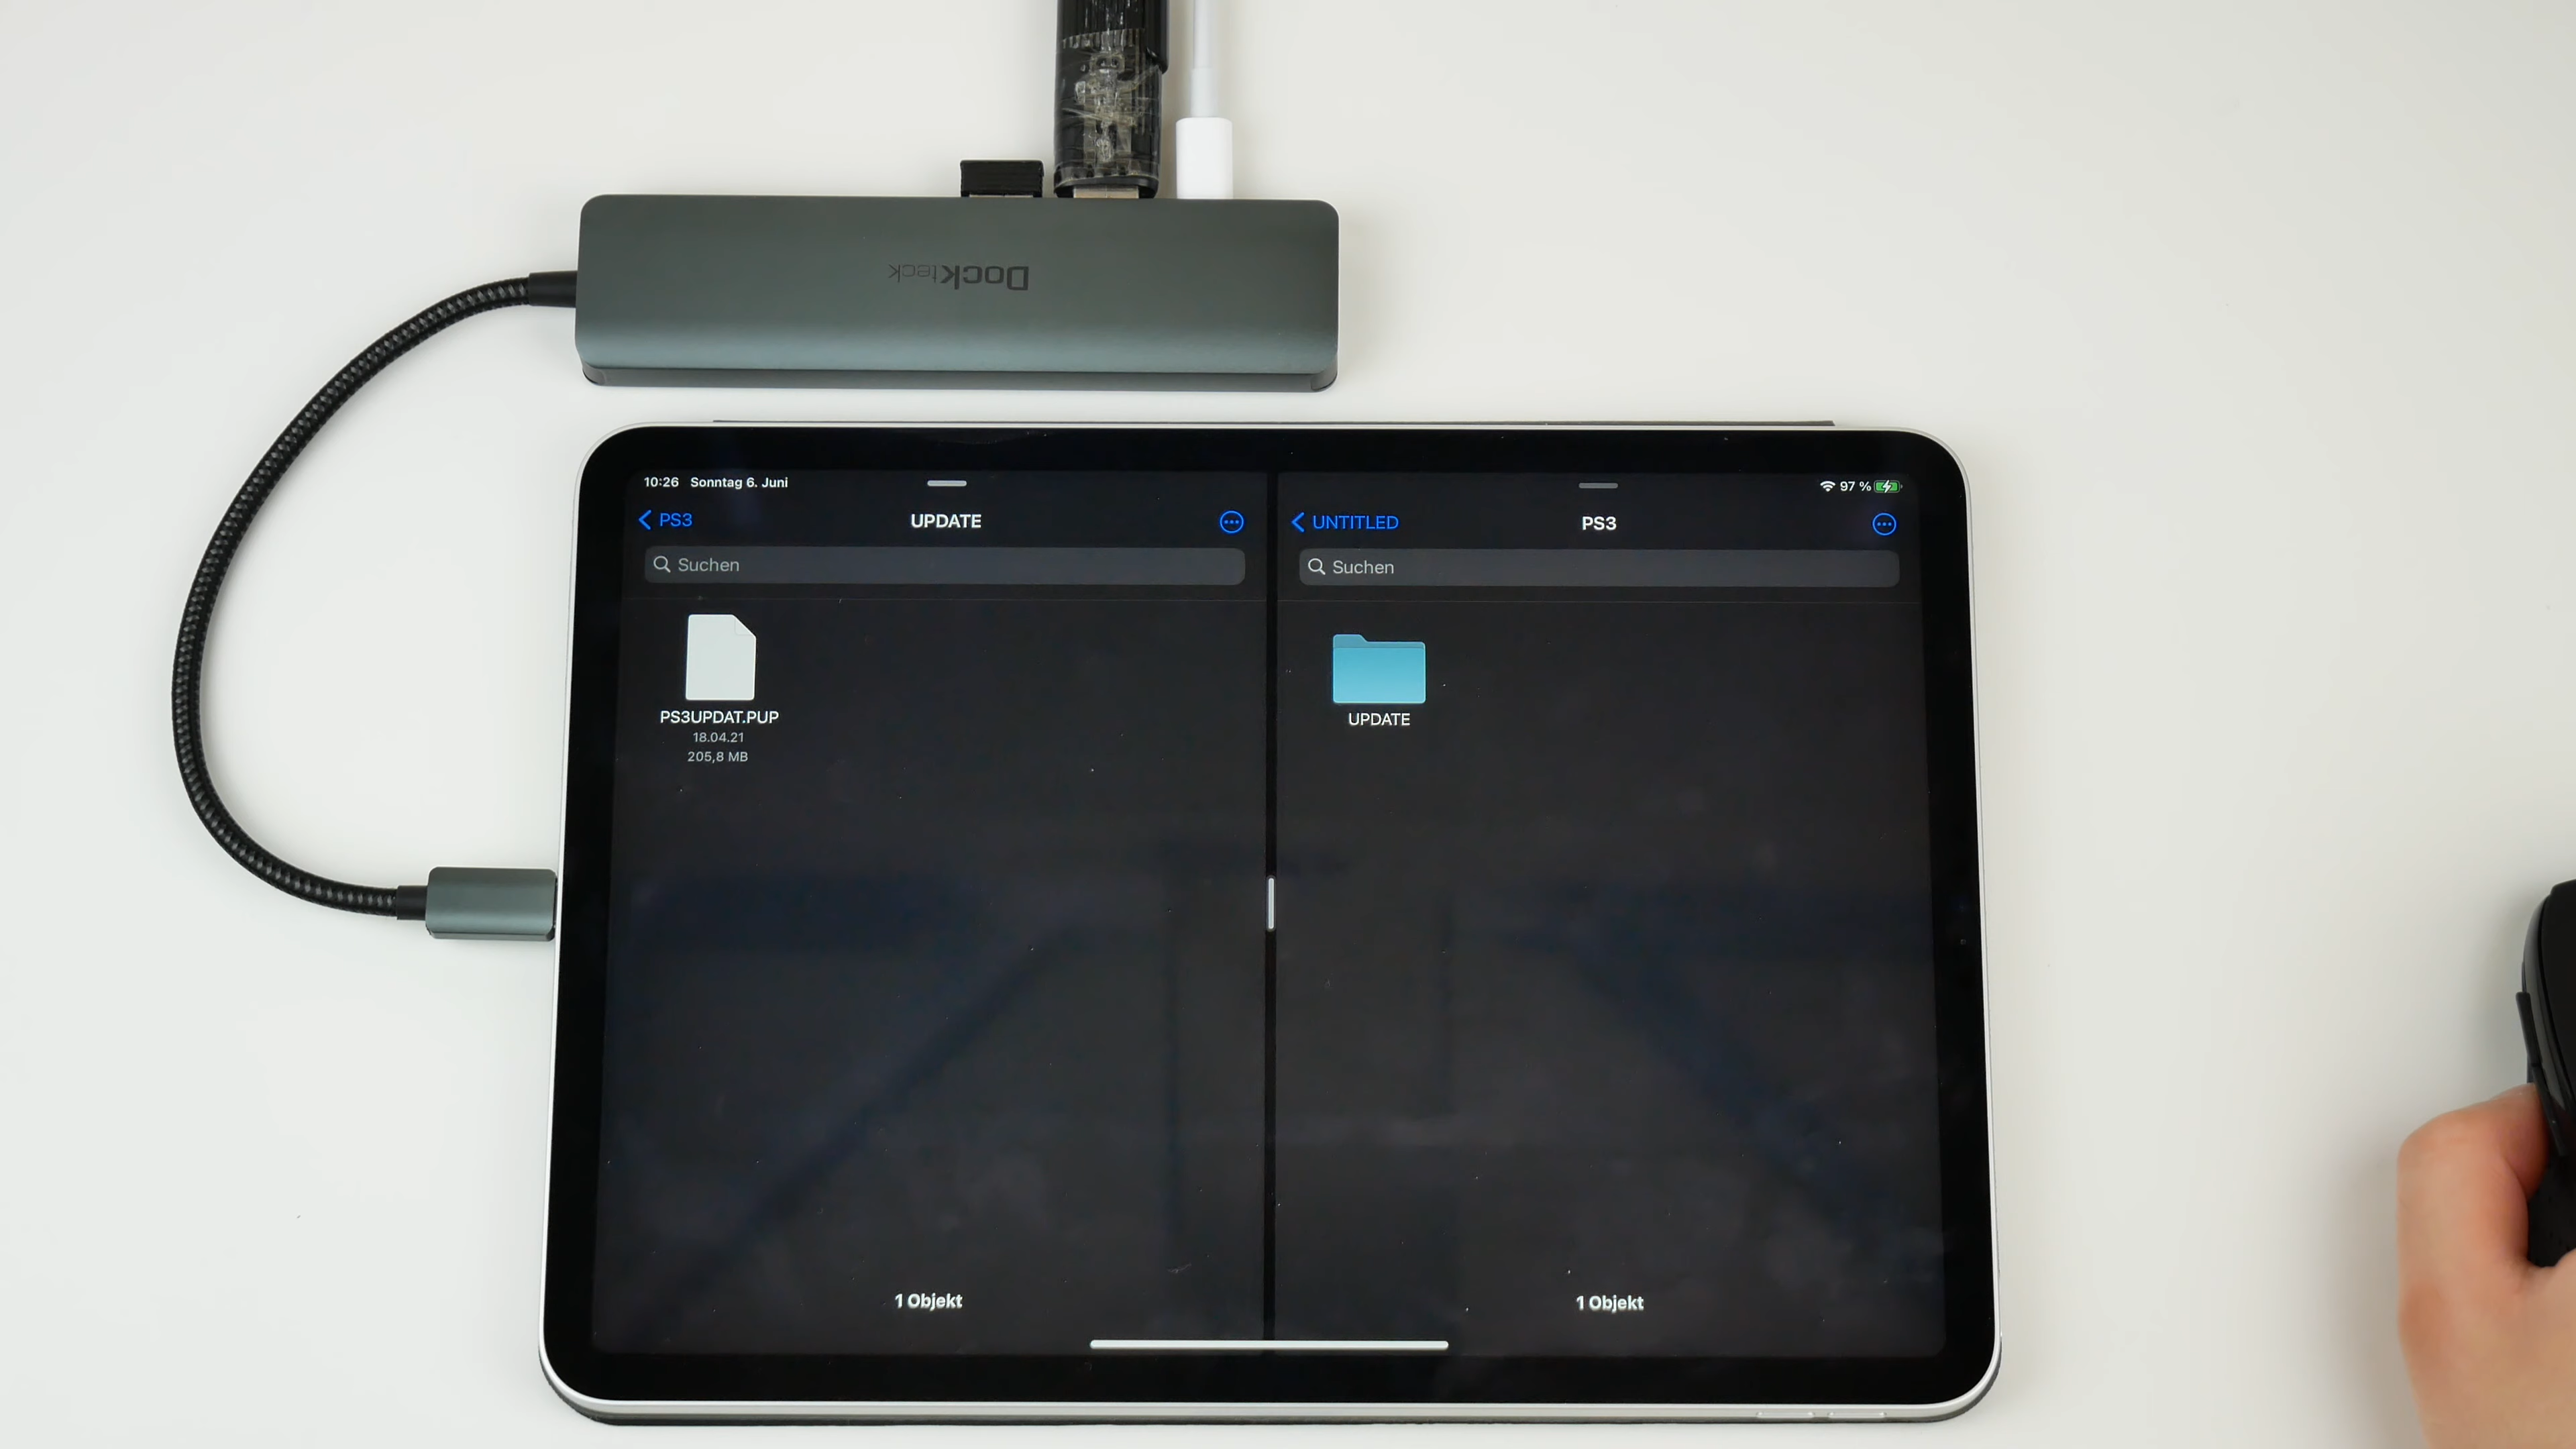 Dockteck
10:26 Sonntag 6. Juni
97 %
PS3
UPDATE
UNTITLED
PS3
Suchen
Suchen
PS3UPDAT.PUP
18.04.21
205,8 MB
UPDATE
1 Objekt
1 Objekt